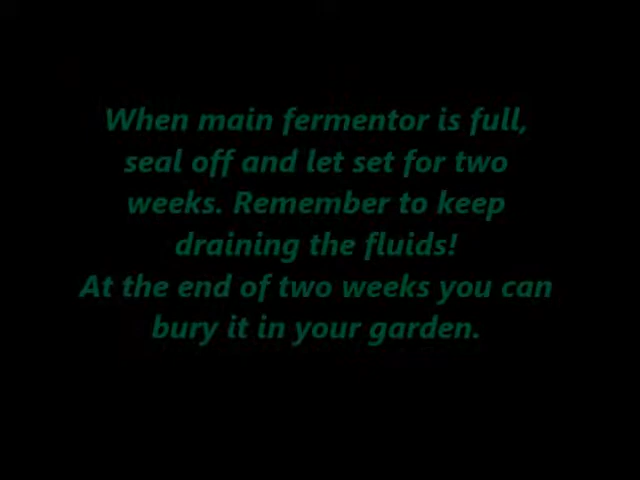 When main fermentor is full,
seal off and let set for two
weeks. Remember to keep
draining the fluids!
At the end of two weeks you can
bury it in your garden.